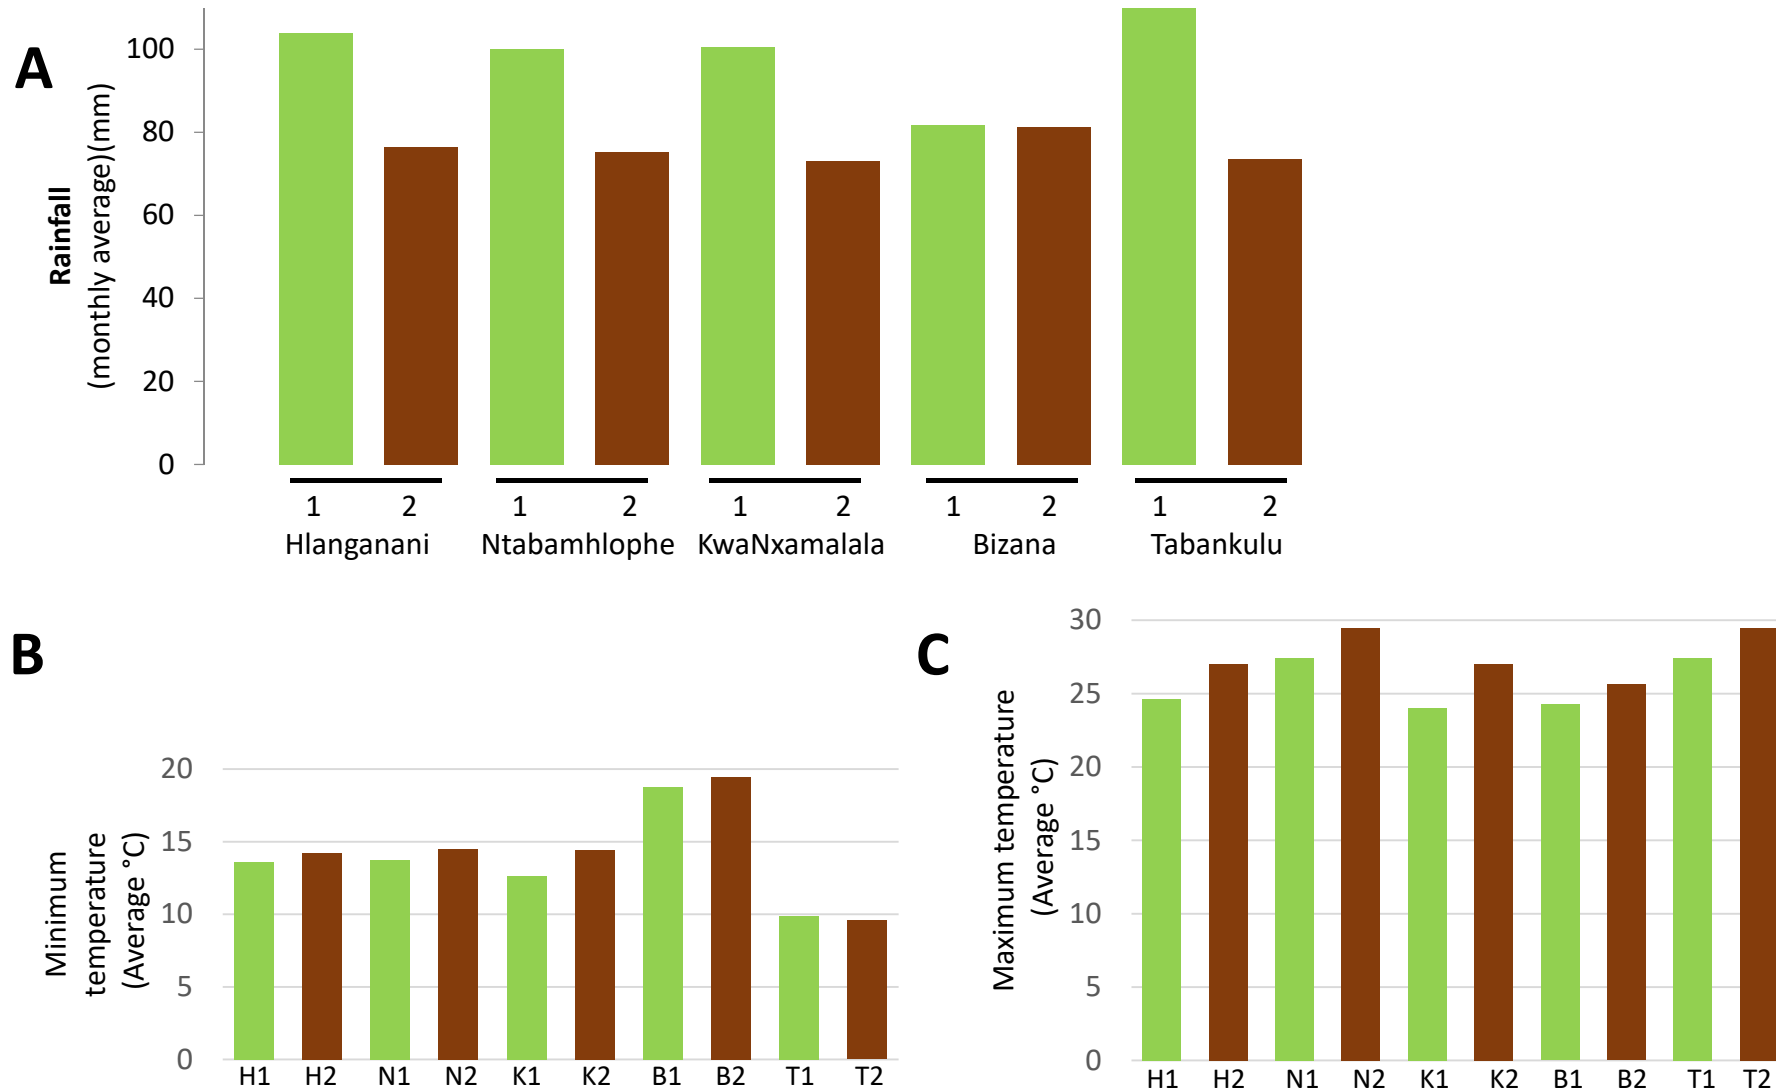 A
Rainfall
(monthly average)(mm)
100
80
60
40
20
0
1 2 1 2 1 2 1 2 1 2
Hlanganani Ntabamhlophe KwaNxamalala Bizana Tabankulu
B
Minimum
temperature
(Average °C)
20
15
10
5
0
H1 H2 N1 N2 K1 K2 B1 B2 T1 T2
C
Maximum temperature
(Average °C)
30
25
20
15
10
5
0
H1 H2 N1 N2 K1 K2 B1 B2 T1 T2